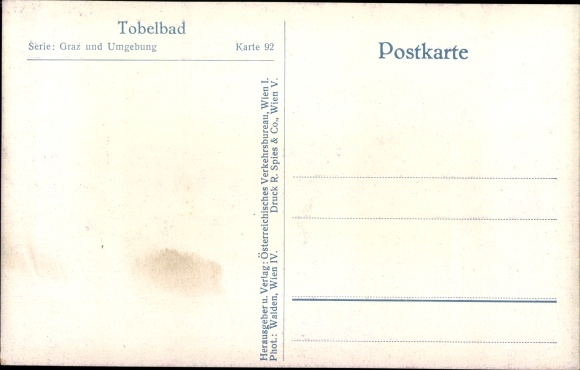 Tobelbad
Serie: Graz und Umgebung Karte 92
Postkarte
Herausgeber u. Verlag: Österreichisches Verkehrsbureau, Wien I.
Phot.: Walden, Wien IV. Druck R. Spies & Co., Wien V.